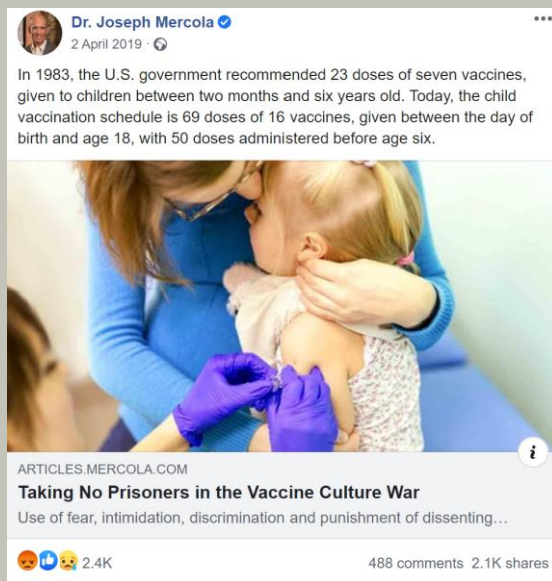 Dr. Joseph Mercola
2 April 2019 ·
In 1983, the U.S. government recommended 23 doses of seven vaccines,
given to children between two months and six years old. Today, the child
vaccination schedule is 69 doses of 16 vaccines, given between the day of
birth and age 18, with 50 doses administered before age six.
i
ARTICLES.MERCOLA.COM
Taking No Prisoners in the Vaccine Culture War
Use of fear, intimidation, discrimination and punishment of dissenting…
2.4K 488 comments 2.1K shares